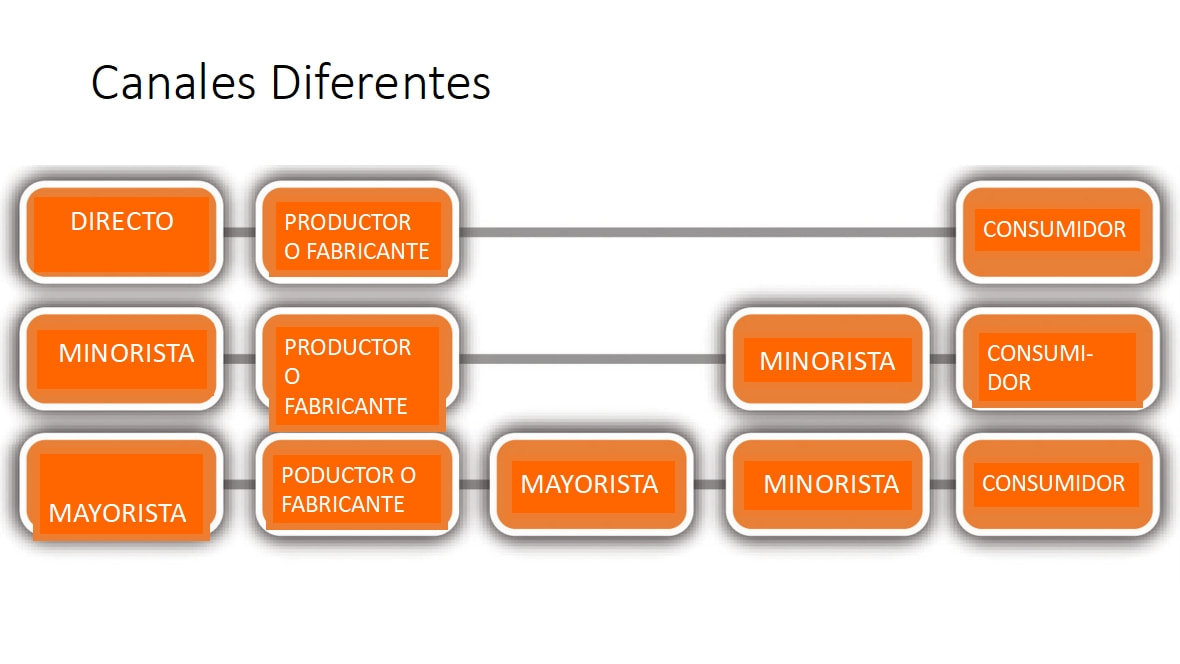 Canales Diferentes
DIRECTO
PRODUCTOR
O FABRICANTE
CONSUMIDOR
MINORISTA
PRODUCTOR
O
FABRICANTE
MINORISTA
CONSUMI-
DOR
MAYORISTA
PODUCTOR O
FABRICANTE
MAYORISTA
MINORISTA
CONSUMIDOR